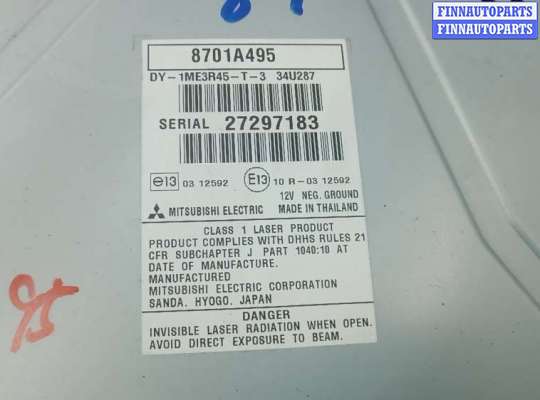 FINNAUTOPARTS
FINNAUTOPARTS
FINNAUTOPARTS
8701A495
DY-1ME3R45-T-3 34U287
SERIAL 27297183
e13 03 12592 E13 10 R-03 12592
12V NEG. GROUND
MITSUBISHI ELECTRIC MADE IN THAILAND
CLASS 1 LASER PRODUCT
PRODUCT COMPLIES WITH DHHS RULES 21
CFR SUBCHAPTER J PART 1040:10 AT
DATE OF MANUFACTURE.
MANUFACTURED
MITSUBISHI ELECTRIC CORPORATION
SANDA. HYOGO. JAPAN
DANGER
INVISIBLE LASER RADIATION WHEN OPEN.
AVOID DIRECT EXPOSURE TO BEAM.